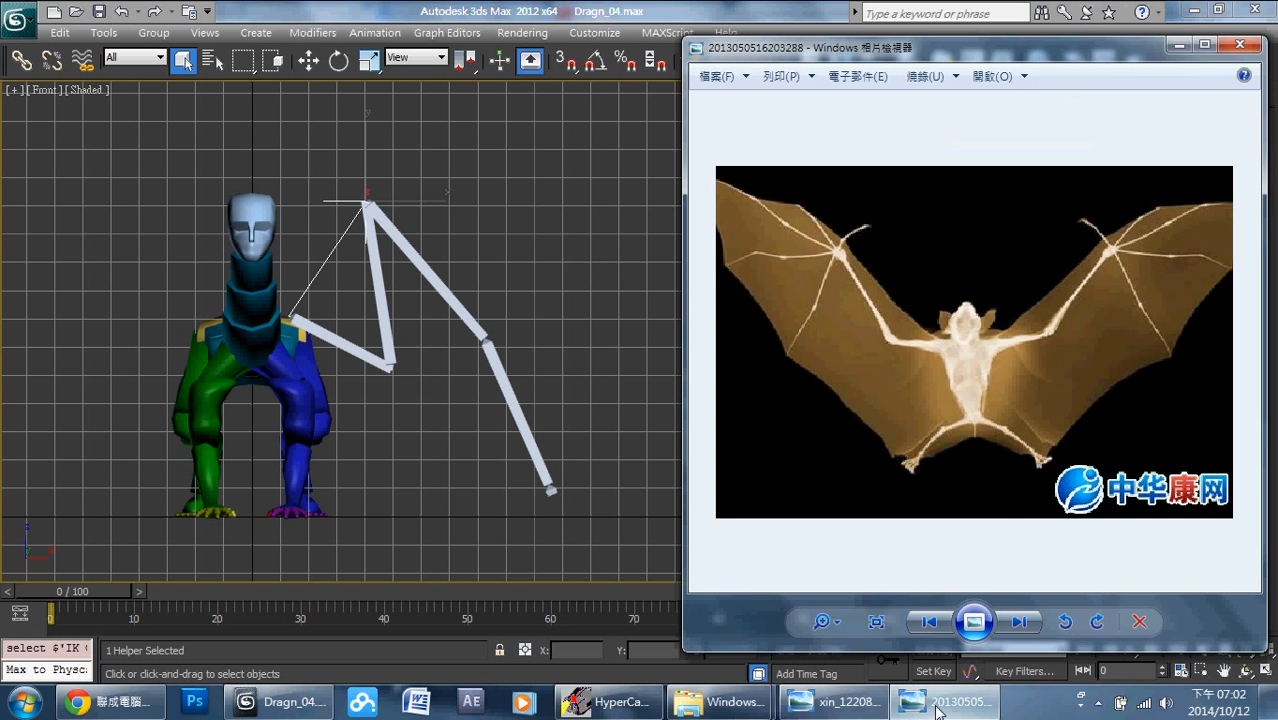 Autodesk 3ds Max 2012 x64
Dragn_04.max
Type a keyword or phrase
Edit Tools Group Views Create Modifiers Animation Graph Editors Rendering Customize MAXScript
All
View
[ + ] [ Front ] [ Shaded ]
2013050516203288 - Windows 相片檢視器
檔案(F) 列印(P) 電子郵件(E) 燒錄(U) 開啟(O)
中华康网
0 / 100
0 10 20 30 40 50 60 70
select $'IK
1 Helper Selected
X:
Y:
Max to Physc
Click or click-and-drag to select objects
Add Time Tag
Set Key
Key Filters...
0
聯成電腦...
Ps
Dragn_04....
Ae
HyperCa...
Windows...
xin_12208...
20130505...
下午 07:02
2014/10/12